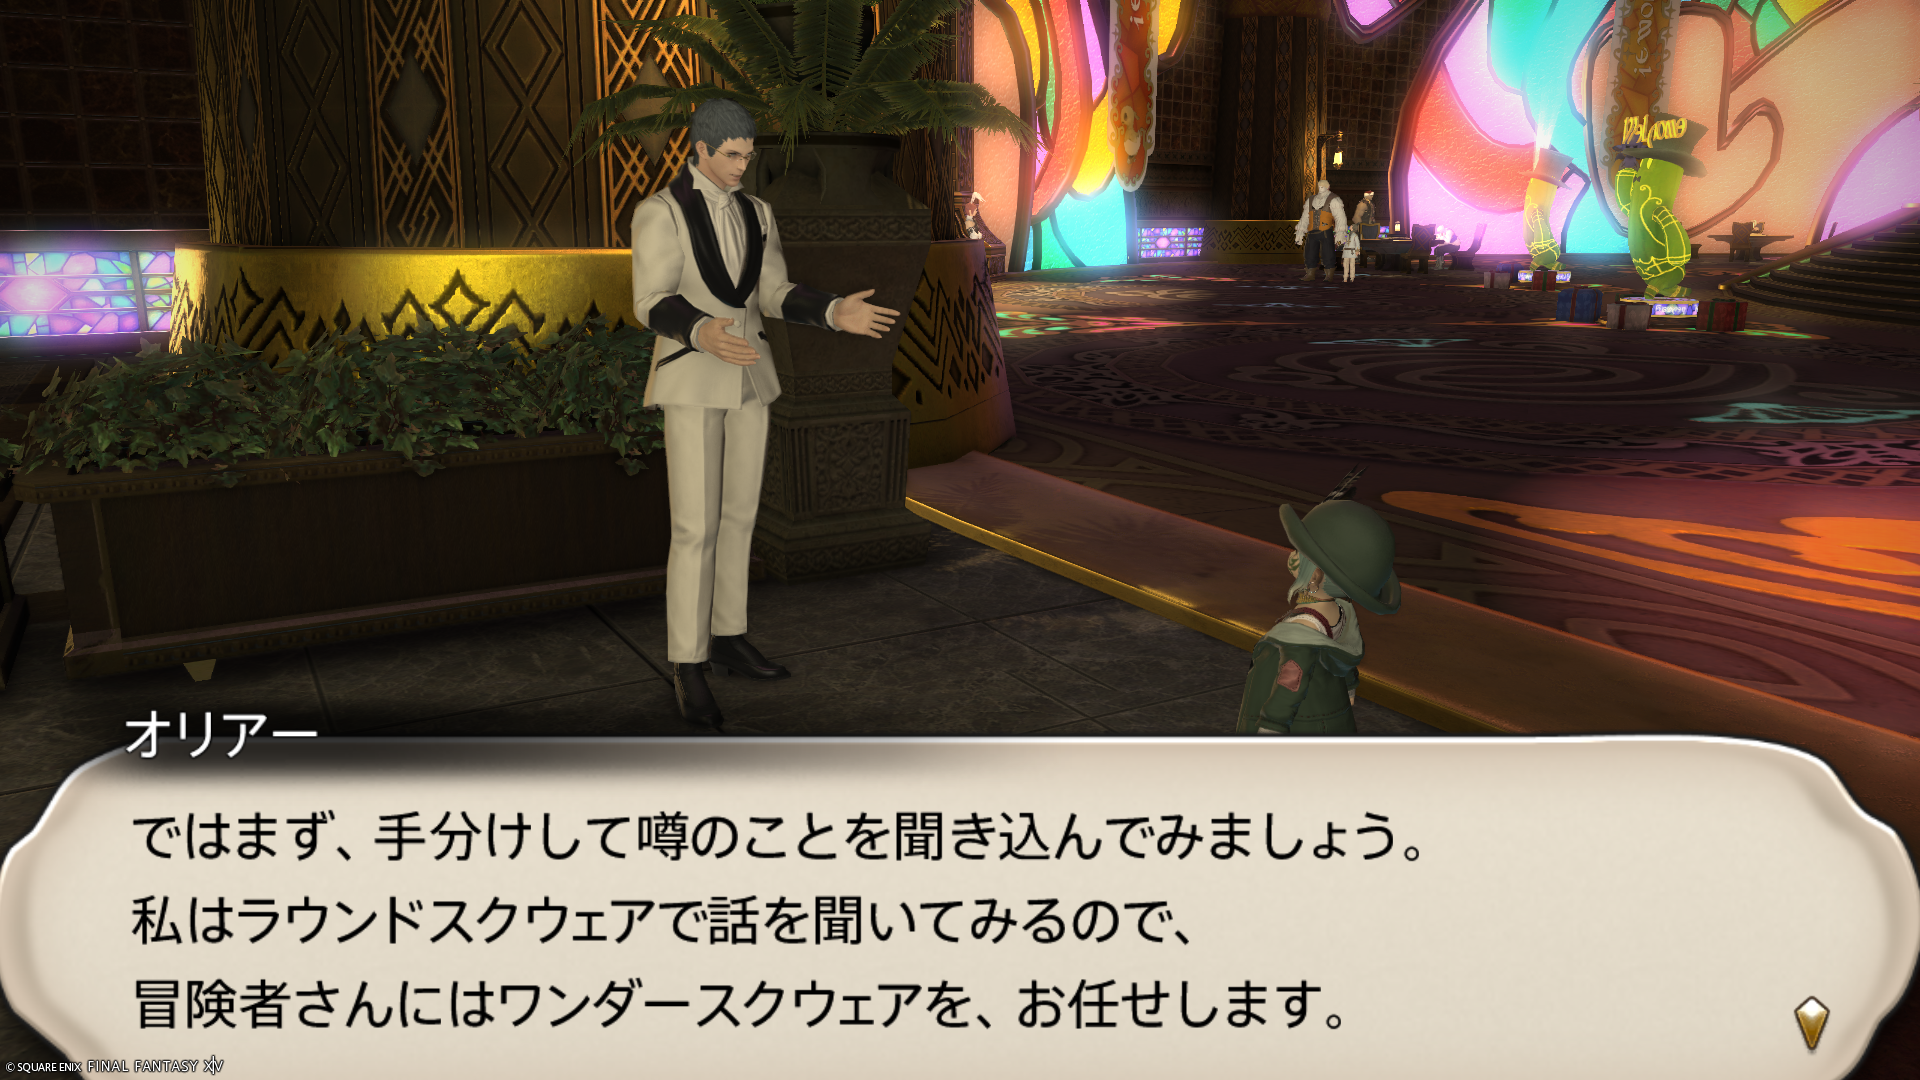 Welcome
オリアー
ではまず、手分けして噂のことを聞き込んでみましょう。
私はラウンドスクウェアで話を聞いてみるので、
冒険者さんにはワンダースクウェアを、お任せします。
© SQUARE ENIX FINAL FANTASY XIV